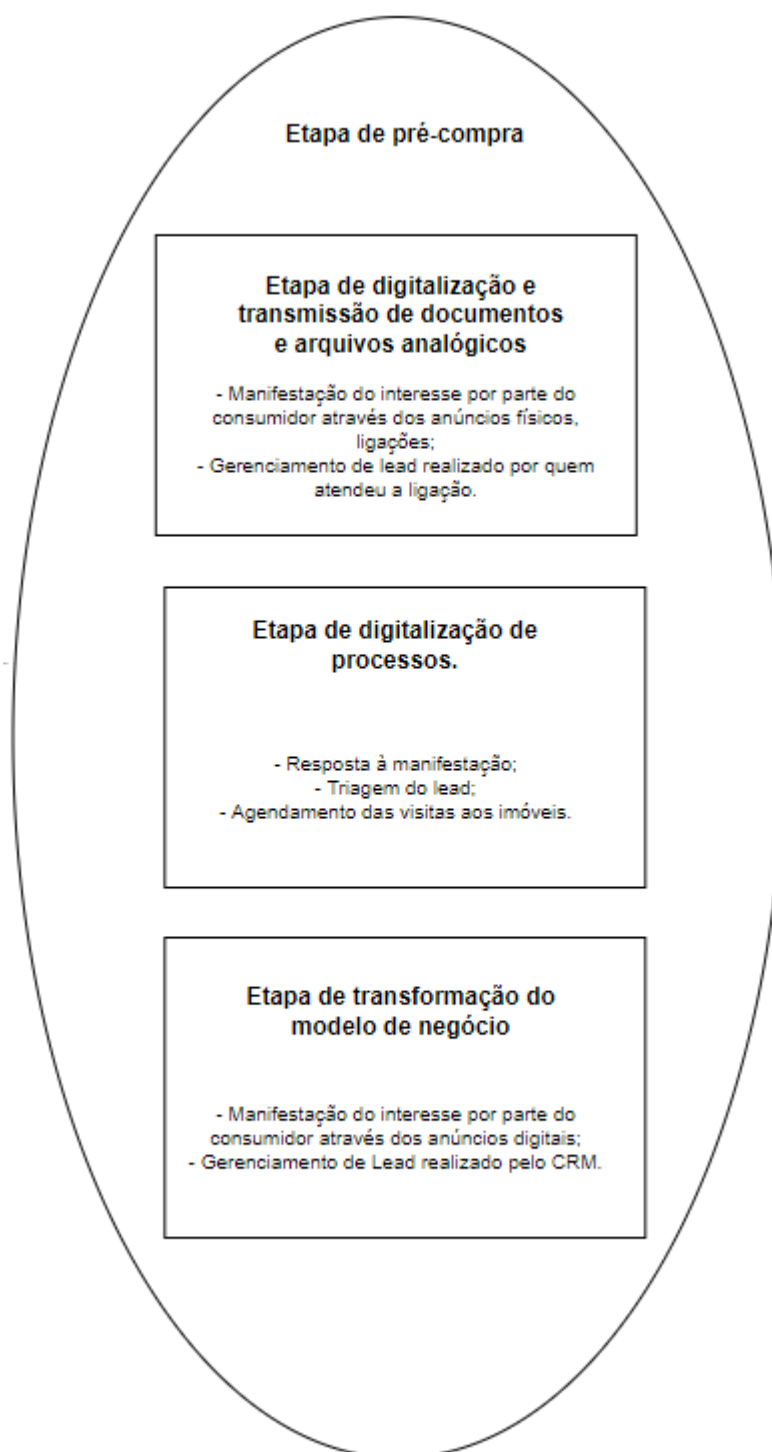 Etapa de pré-compra
Etapa de digitalização e
transmissão de documentos
e arquivos analógicos
- Manifestação do interesse por parte do
consumidor através dos anúncios físicos,
ligações;
- Gerenciamento de lead realizado por quem
atendeu a ligação.
Etapa de digitalização de
processos.
- Resposta à manifestação;
- Triagem do lead;
- Agendamento das visitas aos imóveis.
Etapa de transformação do
modelo de negócio
- Manifestação do interesse por parte do
consumidor através dos anúncios digitais;
- Gerenciamento de Lead realizado pelo CRM.